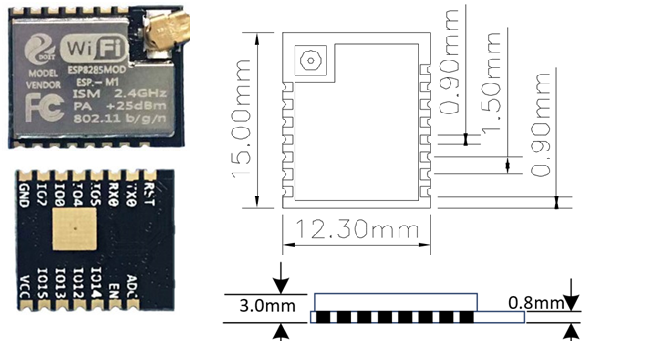 DOIT
WiFi
MODEL ESP8285MOD
VENDOR ESP-M1
ISM 2.4GHz
PA +25dBm
802.11 b/g/n
FC
GND IO2 IO0 IO4 IO5 RX0 TX0 RST
VCC IO15 IO13 IO12 IO14 EN ADC
15.00mm
12.30mm
0.90mm
1.50mm
0.90mm
3.0mm
0.8mm